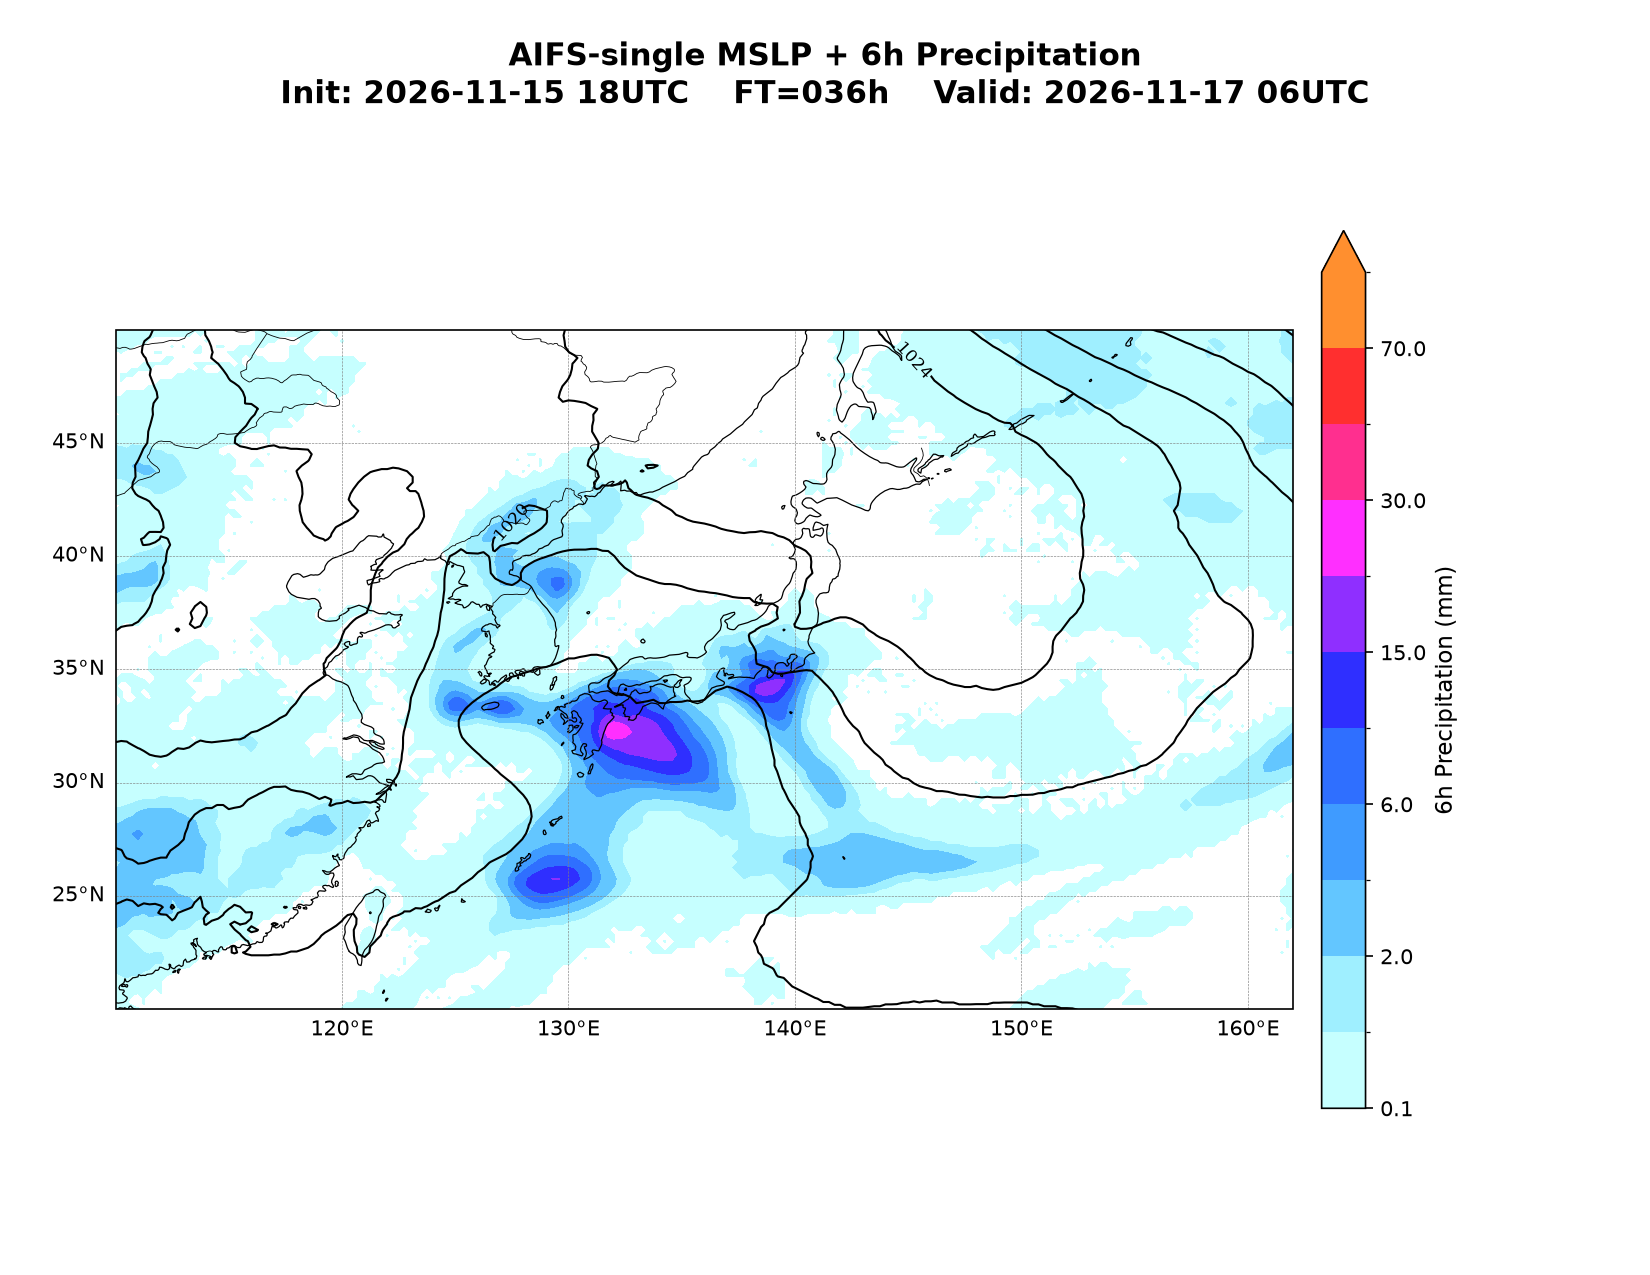 AIFS-single MSLP + 6h Precipitation
Init: 2026-11-15 18UTC    FT=036h    Valid: 2026-11-17 06UTC
1024
1020
45°N
40°N
35°N
30°N
25°N
120°E
130°E
140°E
150°E
160°E
70.0
30.0
15.0
6.0
2.0
0.1
6h Precipitation (mm)